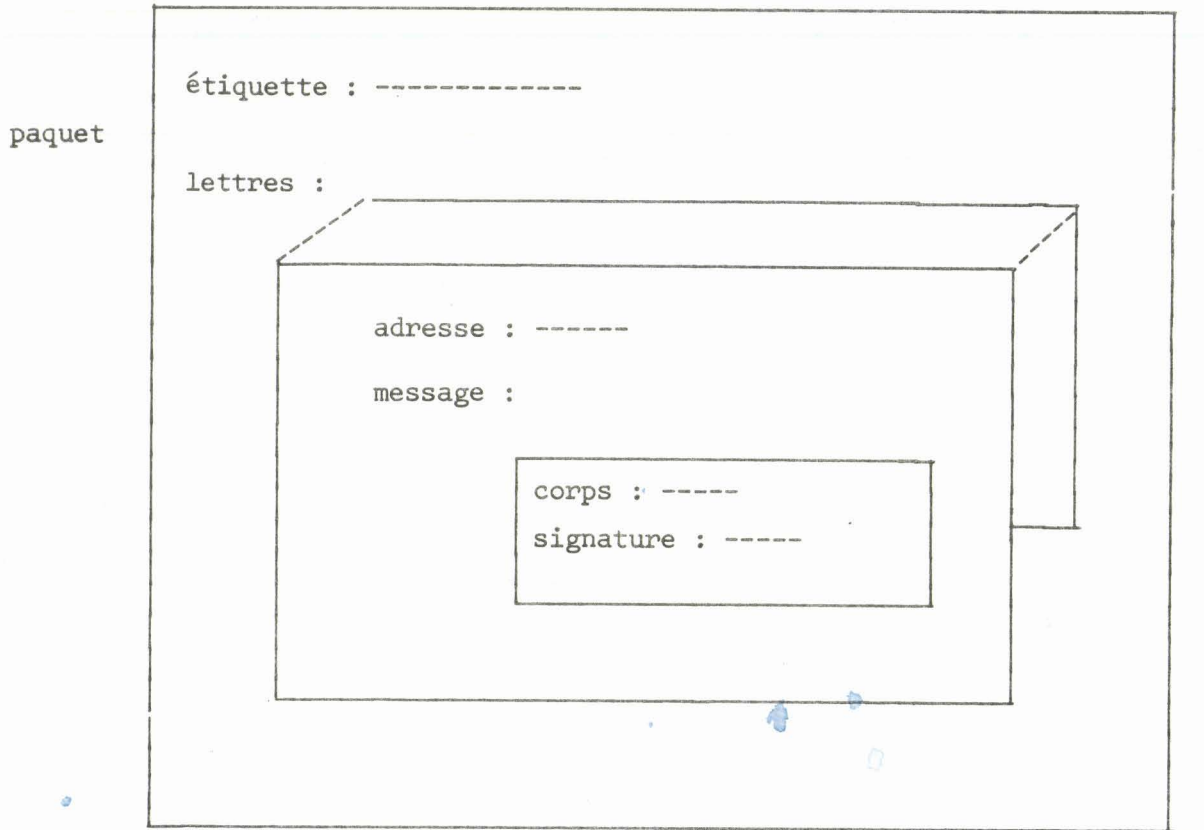 étiquette : -------------
paquet
lettres :
adresse : ------
message :
corps : -----
signature : -----